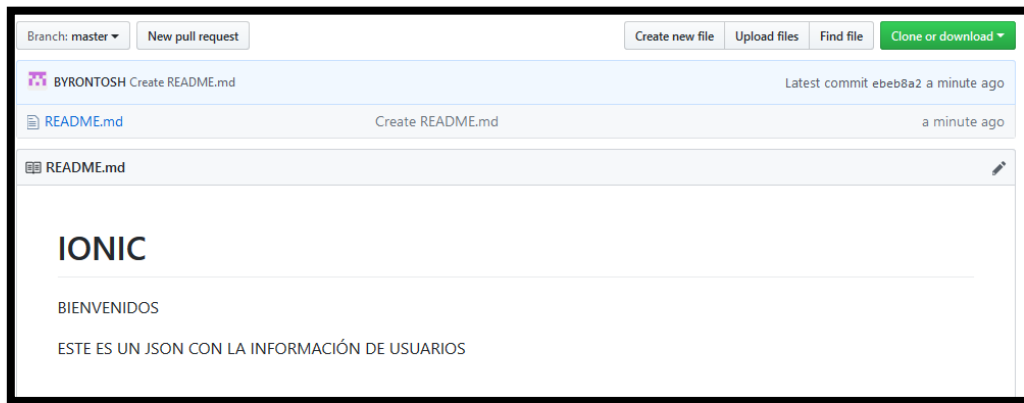 Branch: master New pull request Create new file Upload files Find file Clone or download
BYRONTOSH Create README.md Latest commit ebeb8a2 a minute ago
README.md Create README.md a minute ago
README.md
IONIC
BIENVENIDOS
ESTE ES UN JSON CON LA INFORMACIÓN DE USUARIOS